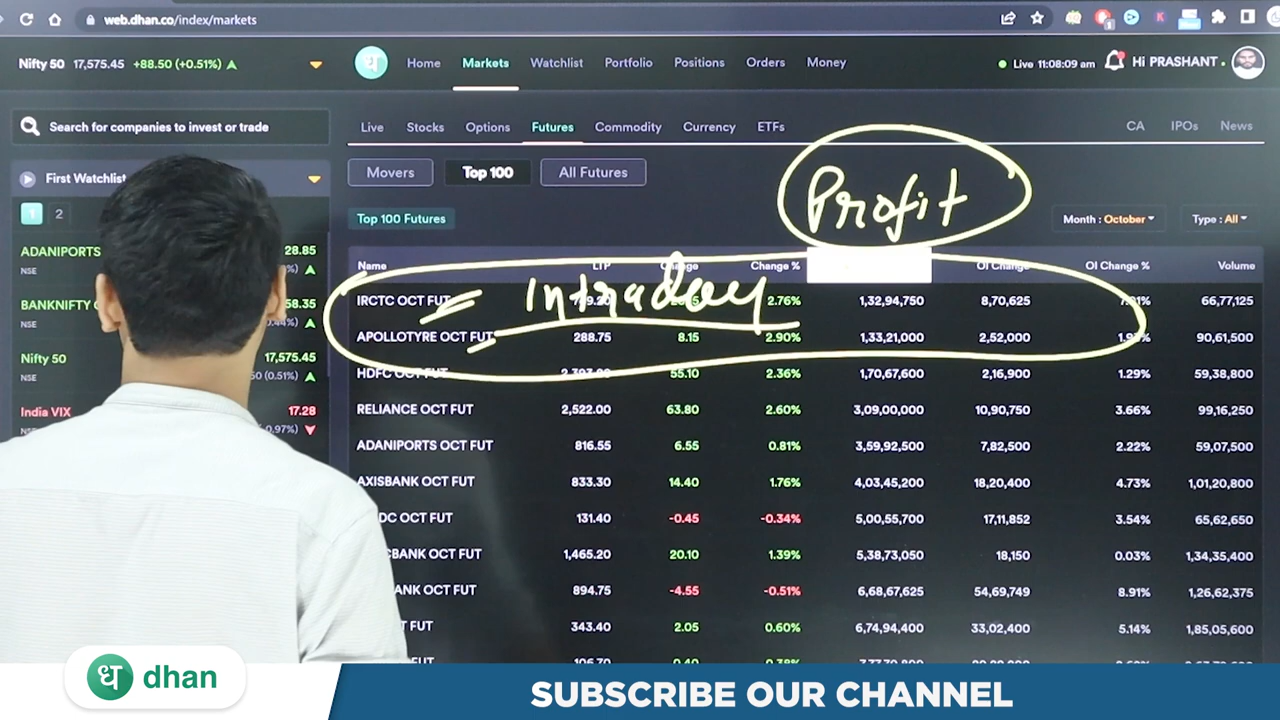 web.dhan.co/index/markets
Nifty 50 17,575.45 +88.50 (+0.51%)
ध Home Markets Watchlist Portfolio Positions Orders Money
Live 11:08:09 am Hi PRASHANT
Search for companies to invest or trade
Live Stocks Options Futures Commodity Currency ETFs CA IPOs News
First Watchlist
Movers Top 100 All Futures
Profit
1 2
Top 100 Futures Month : October Type : All
ADANIPORTS 28.85
NSE
BANKNIFTY 58.35
NSE
Nifty 50 17,575.45
NSE 50 (0.51%)
India VIX 17.28
NSE 0.97%)
Name LTP Change Change % OI Change OI Change % Volume
Intraday
IRCTC OCT FUT 2.76% 1,32,94,750 8,70,625 66,77,125
APOLLOTYRE OCT FUT 288.75 8.15 2.90% 1,33,21,000 2,52,000 90,61,500
HDFC OCT FUT 55.10 2.36% 1,70,67,600 2,16,900 1.29% 59,38,800
RELIANCE OCT FUT 2,522.00 63.80 2.60% 3,09,00,000 10,90,750 3.66% 99,16,250
ADANIPORTS OCT FUT 816.55 6.55 0.81% 3,59,92,500 7,82,500 2.22% 59,07,500
AXISBANK OCT FUT 833.30 14.40 1.76% 4,03,45,200 18,20,400 4.73% 1,01,20,800
DC OCT FUT 131.40 -0.45 -0.34% 5,00,55,700 17,11,852 3.54% 65,62,650
CBANK OCT FUT 1,465.20 20.10 1.39% 5,38,73,050 18,150 0.03% 1,34,35,400
ANK OCT FUT 894.75 -4.55 -0.51% 6,68,67,625 54,69,749 8.91% 1,26,62,375
T FUT 343.40 2.05 0.60% 6,74,94,400 33,02,400 5.14% 1,85,05,600
ध dhan
SUBSCRIBE OUR CHANNEL